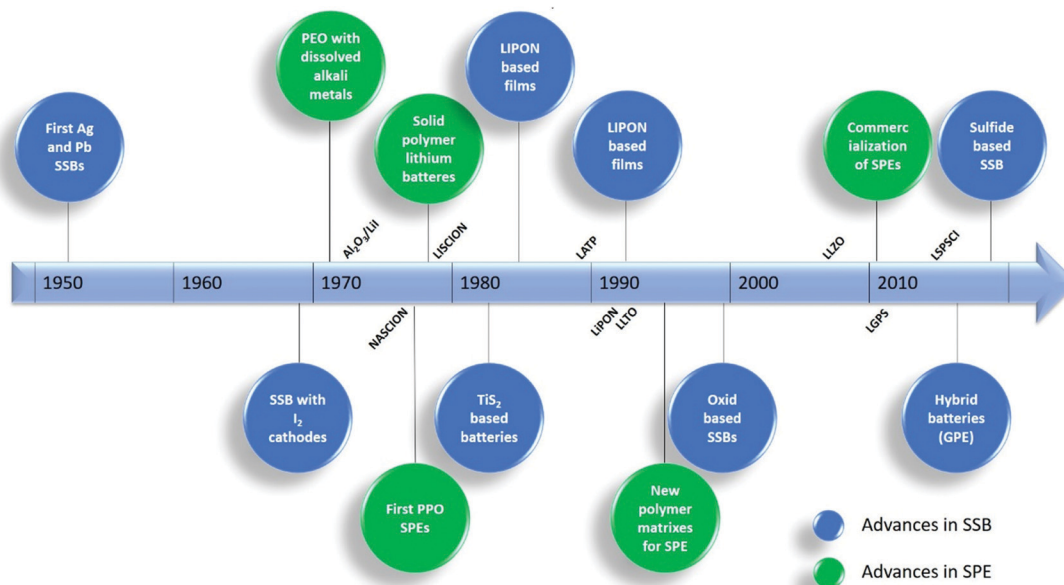 PEO with
dissolved
alkali
metals
LIPON
based
films
First Ag
and Pb
SSBs
Solid
polymer
lithium
batteres
LIPON
based
films
Commerc
ialization
of SPEs
Sulfide
based
SSB
Al₂O₃/LiI
LISCION
LATP
LLZO
LSPSCl
1950
1960
1970
1980
1990
2000
2010
NASCION
LiPON
LLTO
LGPS
SSB with
I₂
cathodes
TiS₂
based
batteries
Oxid
based
SSBs
Hybrid
batteries
(GPE)
First PPO
SPEs
New
polymer
matrixes
for SPE
Advances in SSB
Advances in SPE